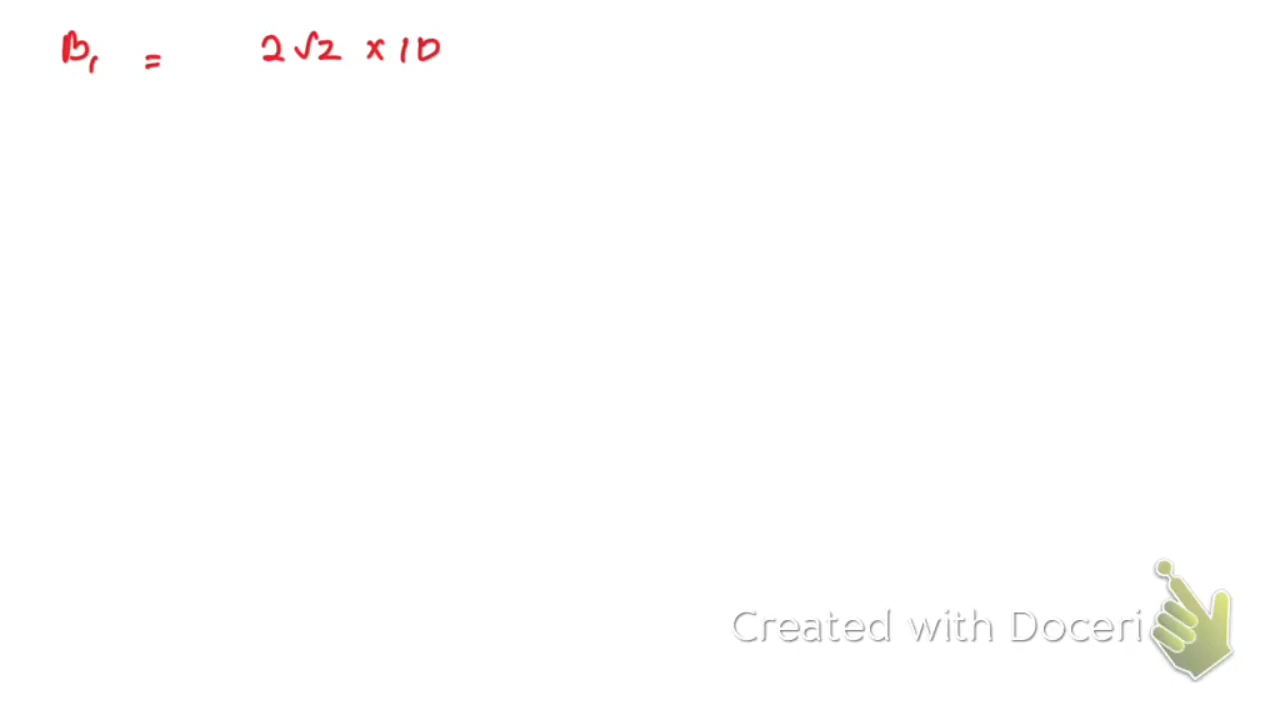 B₁ = 2√2 × 10
Created with Doceri